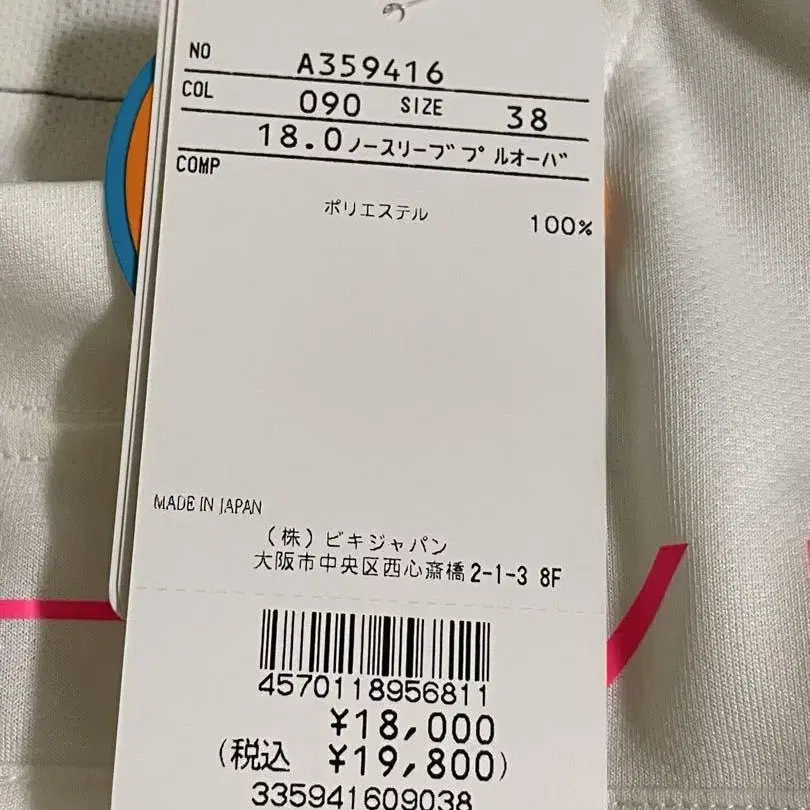 NO A359416
COL 090 SIZE 38
18.0ノースリーブプルオーバ
COMP
ポリエステル 100%
MADE IN JAPAN
(株)ビキジャパン
大阪市中央区西心斎橋2-1-3 8F
4570118956811
¥18,000
(税込 ¥19,800)
335941609038